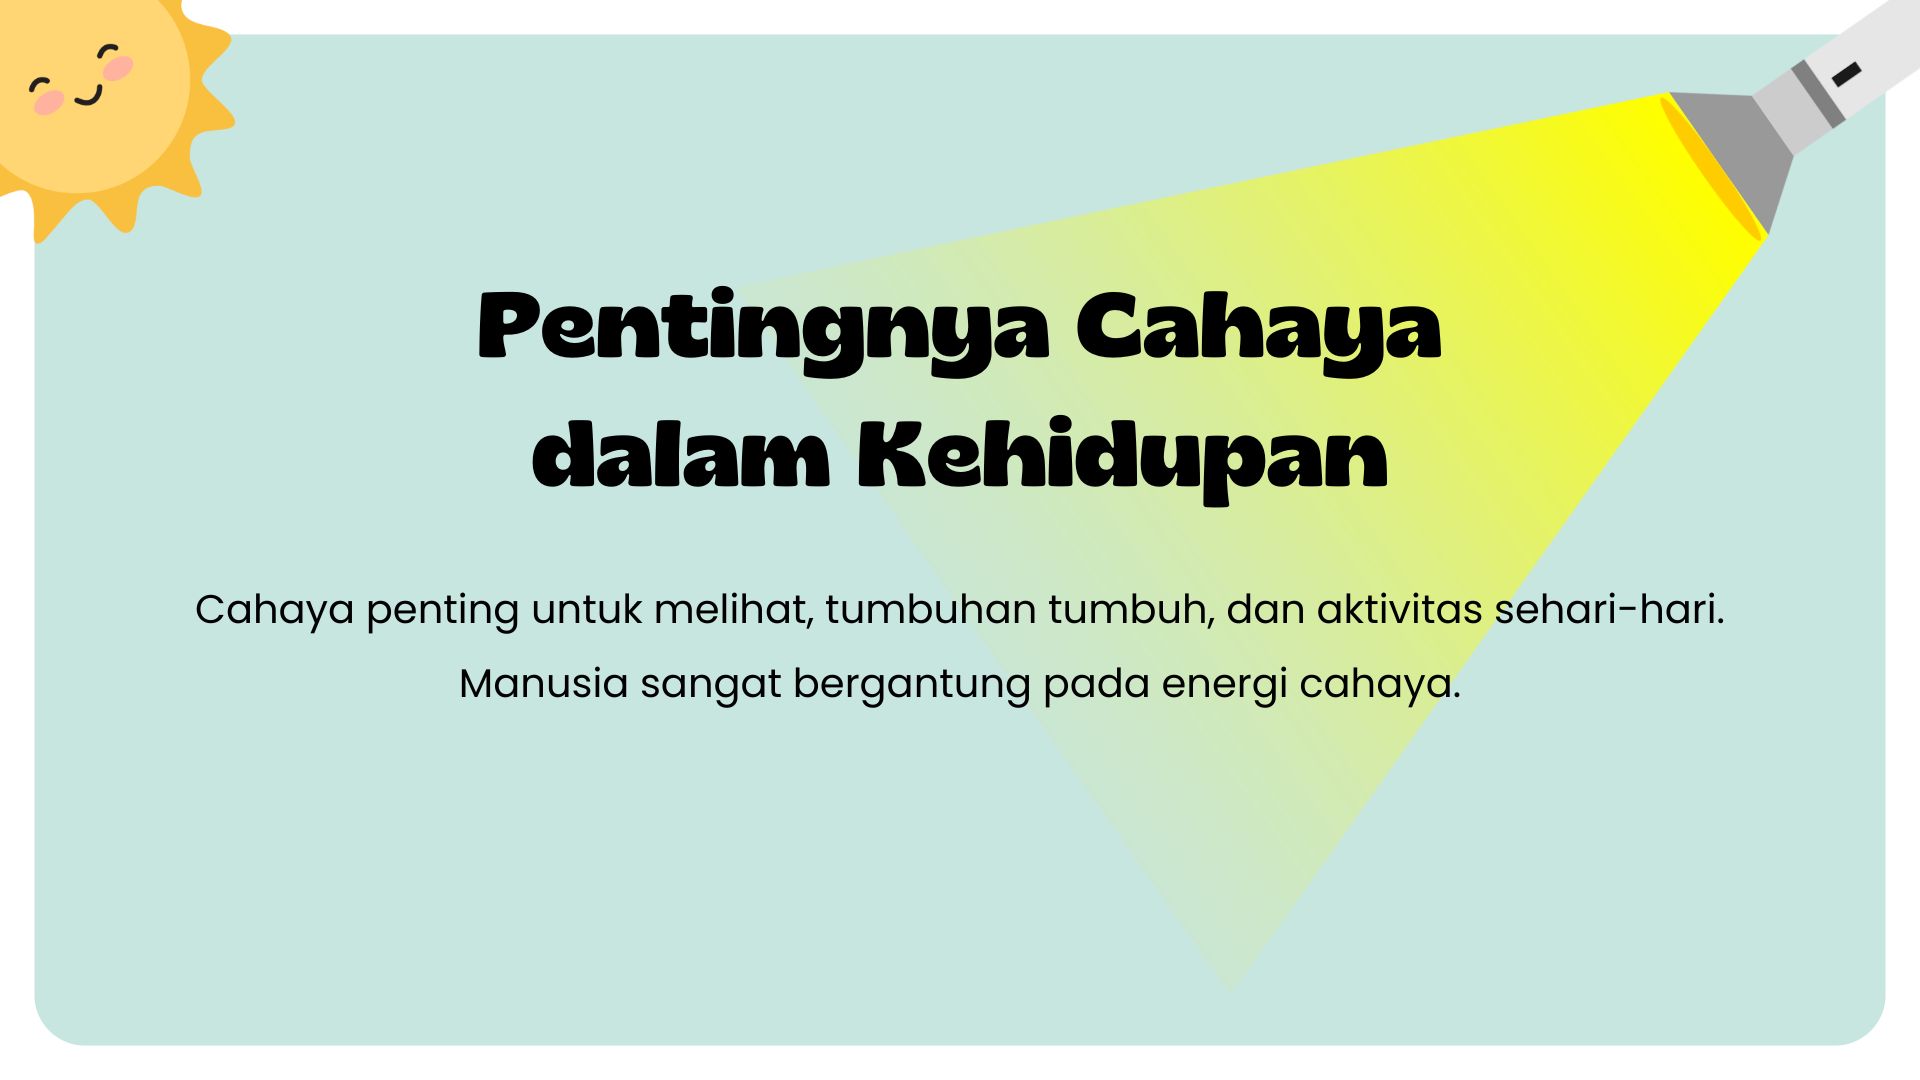 Pentingnya Cahaya
dalam Kehidupan
Cahaya penting untuk melihat, tumbuhan tumbuh, dan aktivitas sehari-hari.
Manusia sangat bergantung pada energi cahaya.